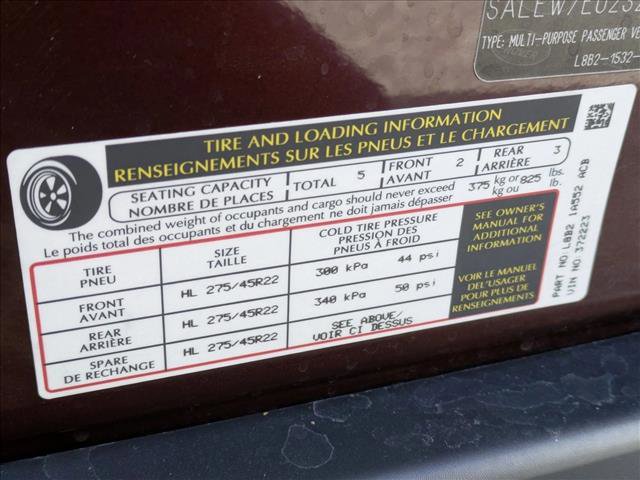 SALEW7EU232
TYPE: MULTI-PURPOSE PASSENGER VE
L8B2-1532-
TIRE AND LOADING INFORMATION
RENSEIGNEMENTS SUR LES PNEUS ET LE CHARGEMENT
SEATING CAPACITY
NOMBRE DE PLACES
TOTAL 5
FRONT
AVANT 2
REAR
ARRIÈRE 3
The combined weight of occupants and cargo should never exceed
Le poids total des occupants et du chargement ne doit jamais dépasser
375 kg or 825 lbs.
kg ou lb.
TIRE
PNEU
SIZE
TAILLE
COLD TIRE PRESSURE
PRESSION DES
PNEUS À FROID
FRONT
AVANT
HL 275/45R22
300 kPa 44 psi
REAR
ARRIÈRE
HL 275/45R22
340 kPa 50 psi
SPARE
DE RECHANGE
HL 275/45R22
SEE ABOVE/
VOIR CI DESSUS
SEE OWNER'S
MANUAL FOR
ADDITIONAL
INFORMATION
VOIR LE MANUEL
DEL'USAGER
POUR PLUS DE
RENSEIGNEMENTS
PART NO: L8B2 1A592 ACB
VIN NO: 372223